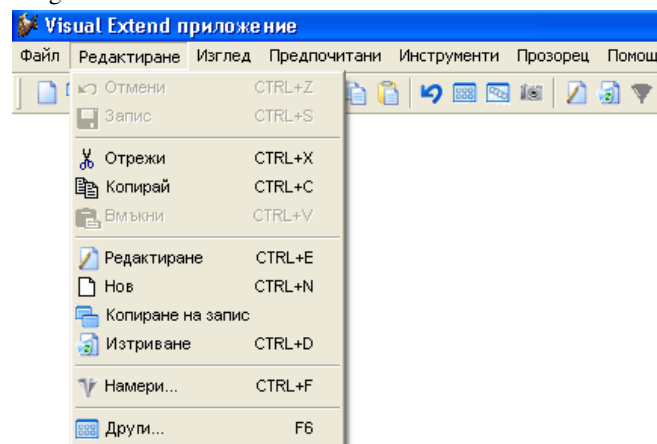 Visual Extend приложение
Файл Редактиране Изглед Предпочитани Инструменти Прозорец Помощ
Отмени CTRL+Z
Запис CTRL+S
Отрежи CTRL+X
Копирай CTRL+C
Вмъкни CTRL+V
Редактиране CTRL+E
Нов CTRL+N
Копиране на запис
Изтриване CTRL+D
Намери... CTRL+F
Други... F6